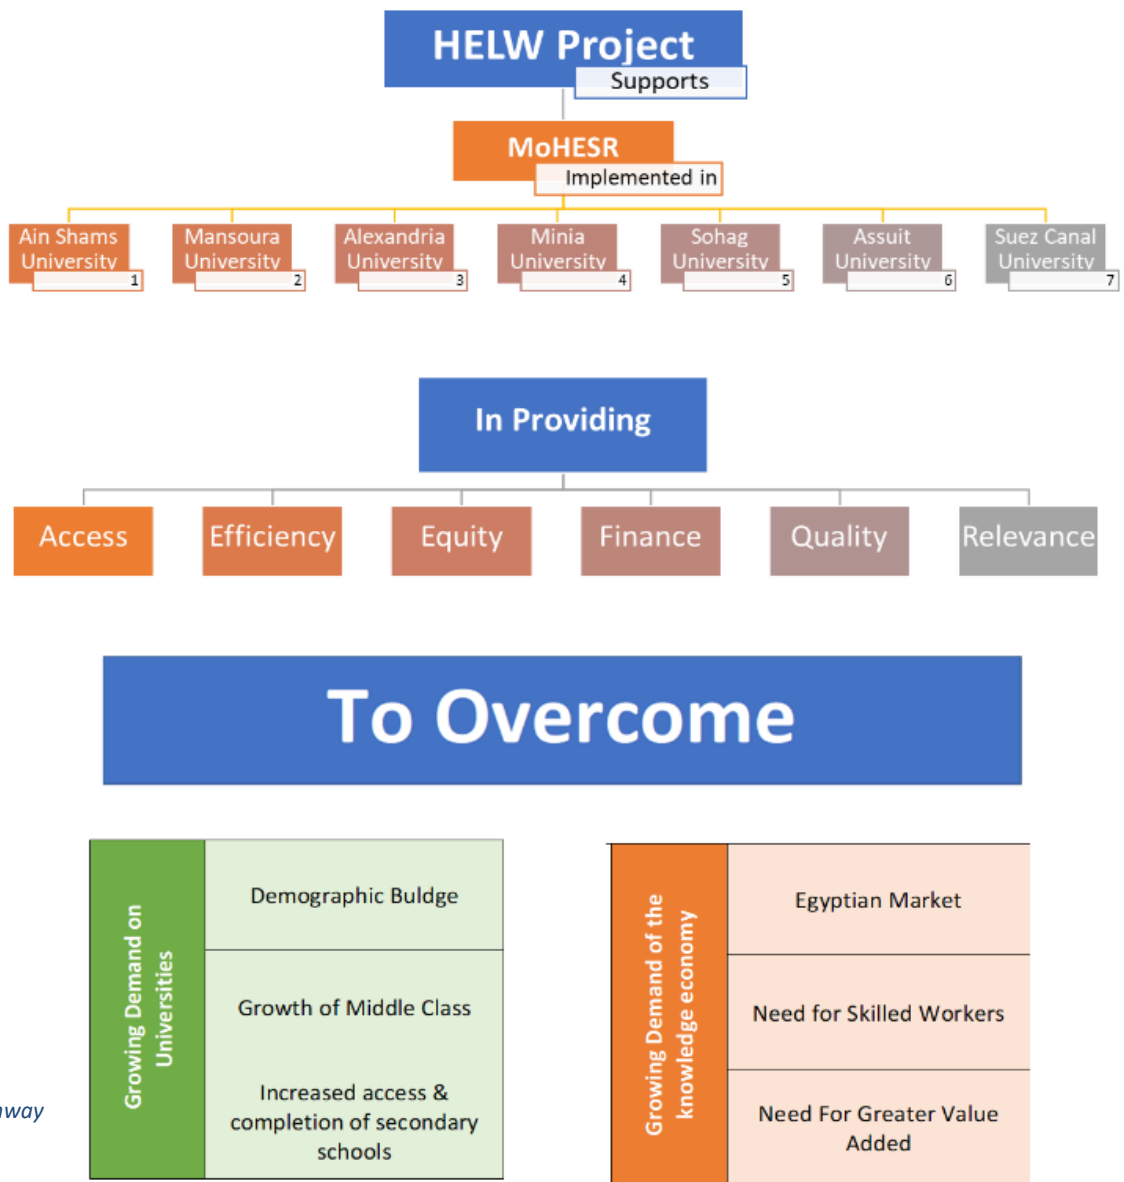 HELW Project
Supports
MoHESR
Implemented in
Ain Shams
University
1
Mansoura
University
2
Alexandria
University
3
Minia
University
4
Sohag
University
5
Assuit
University
6
Suez Canal
University
7
In Providing
Access
Efficiency
Equity
Finance
Quality
Relevance
To Overcome
Growing Demand on
Universities
Demographic Buldge
Growth of Middle Class
Increased access &
completion of secondary
schools
Growing Demand of the
knowledge economy
Egyptian Market
Need for Skilled Workers
Need For Greater Value
Added